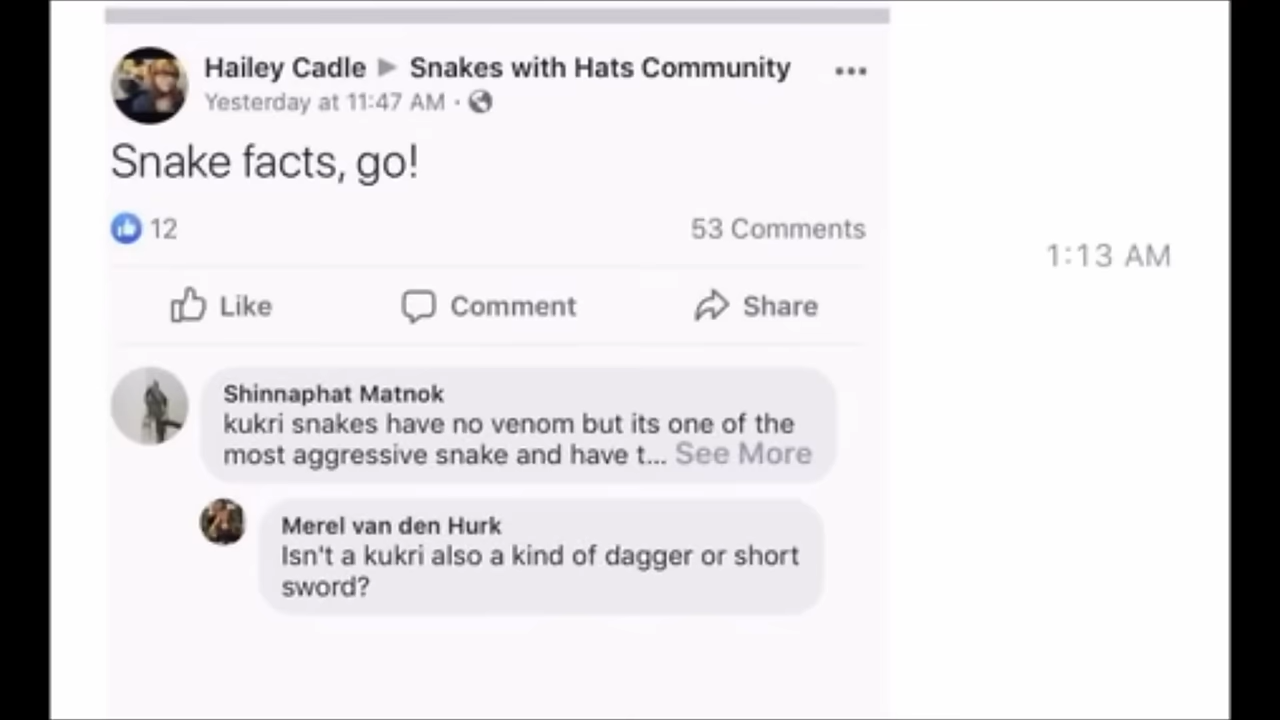 Hailey Cadle ▶ Snakes with Hats Community
Yesterday at 11:47 AM ·
Snake facts, go!
12 53 Comments
1:13 AM
Like Comment Share
Shinnaphat Matnok
kukri snakes have no venom but its one of the
most aggressive snake and have t... See More
Merel van den Hurk
Isn't a kukri also a kind of dagger or short
sword?